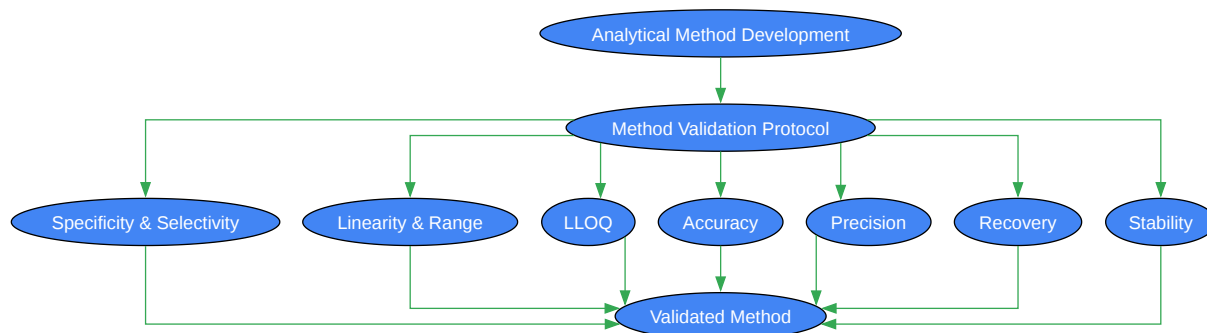 Analytical Method Development
Method Validation Protocol
Specificity & Selectivity
Linearity & Range
LLOQ
Accuracy
Precision
Recovery
Stability
Validated Method